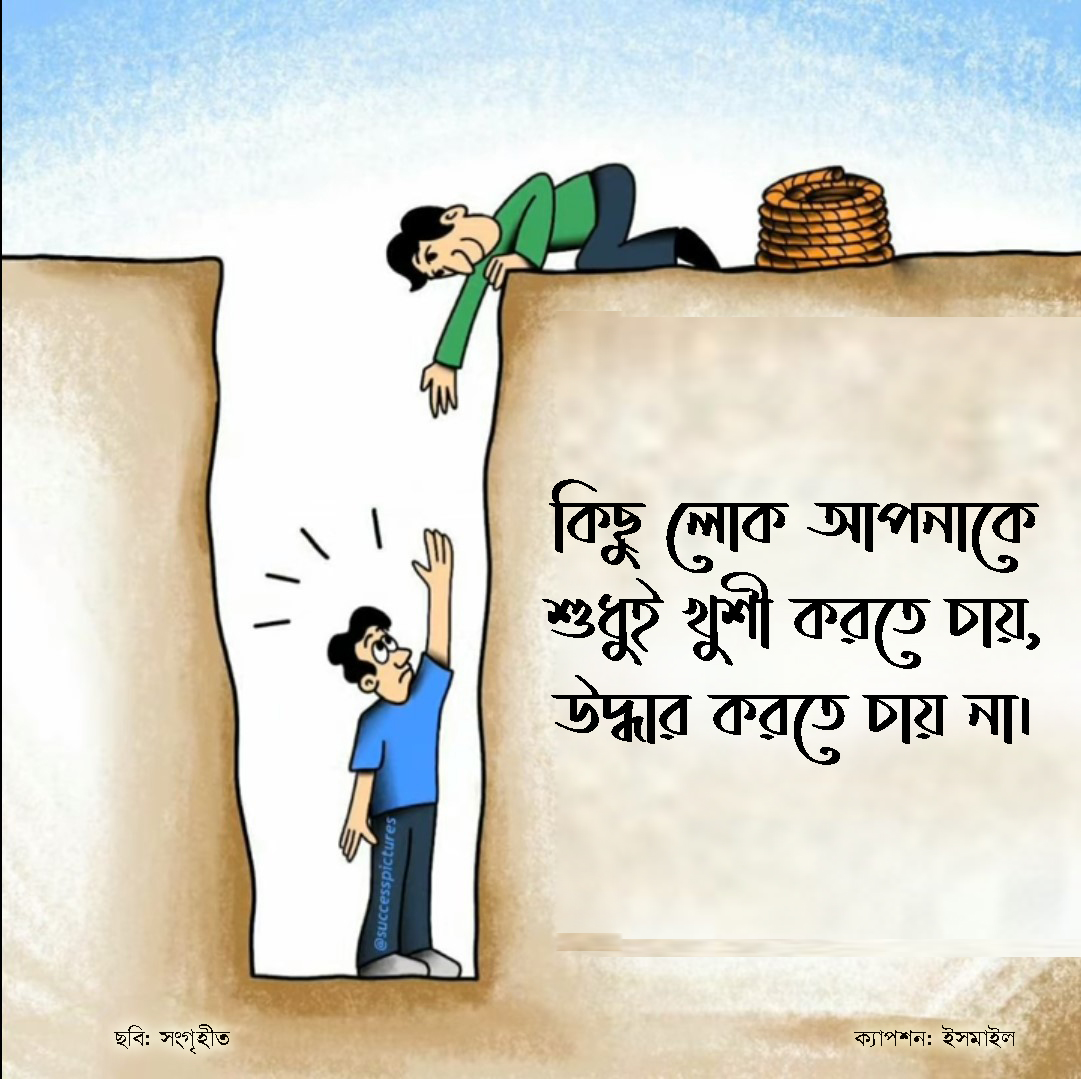 কিছু লোক আপনাকে
শুধুই খুশী করতে চায়,
উদ্ধার করতে চায় না।
@successpictures
ছবি: সংগৃহীত
ক্যাপশন: ইসমাইল